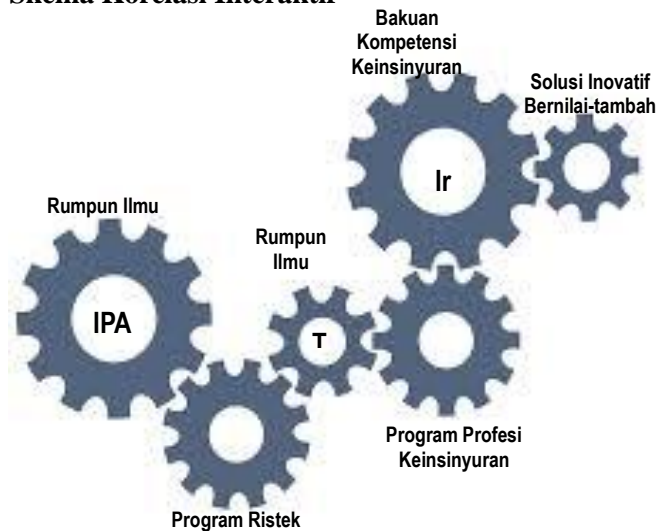 Skema Korelasi Interaktif
Bakuan
Kompetensi
Keinsinyuran
Solusi Inovatif
Bernilai-tambah
Ir
Rumpun Ilmu
Rumpun
Ilmu
IPA
T
Program Profesi
Keinsinyuran
Program Ristek